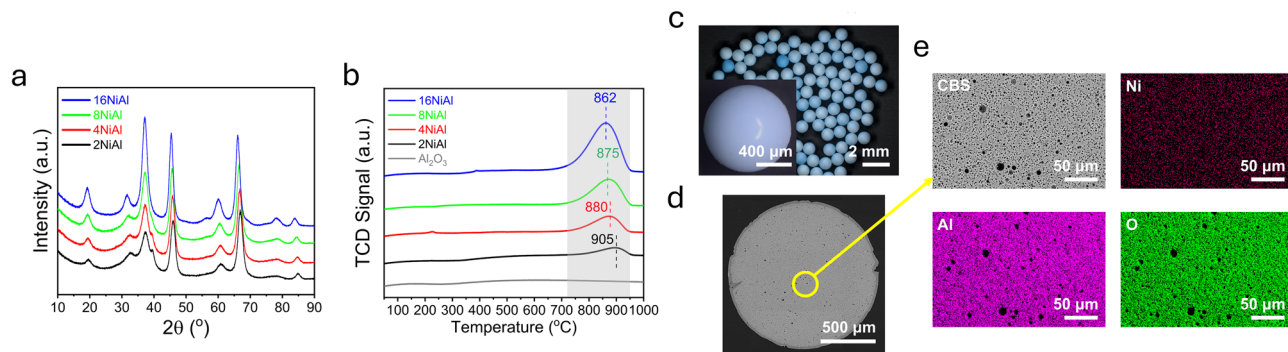 a
16NiAl
8NiAl
4NiAl
2NiAl
Intensity (a.u.)
10 20 30 40 50 60 70 80 90
2θ (°)
b
16NiAl
8NiAl
4NiAl
2NiAl
Al₂O₃
862
875
880
905
TCD Signal (a.u.)
100 200 300 400 500 600 700 800 900 1000
Temperature (°C)
c
400 μm
2 mm
d
500 μm
e
CBS
50 μm
Ni
50 μm
Al
50 μm
O
50 μm